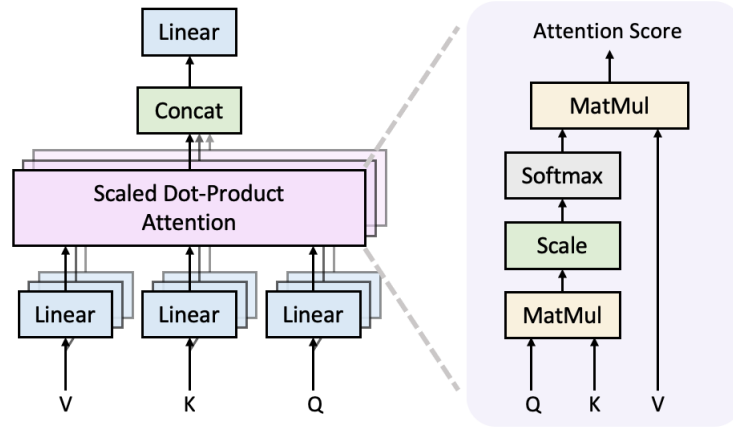 Linear
Concat
Scaled Dot-Product
Attention
Linear
Linear
Linear
V
K
Q
Attention Score
MatMul
Softmax
Scale
MatMul
Q
K
V